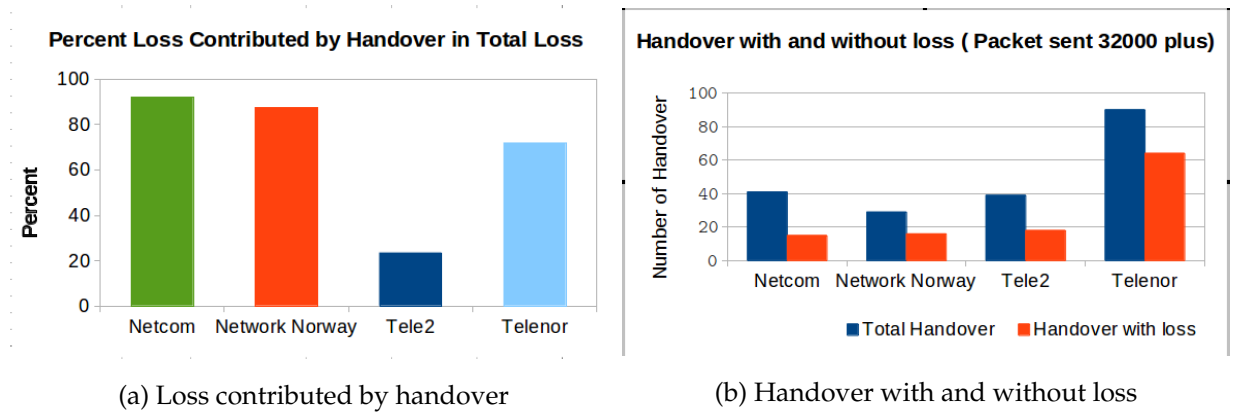 Percent Loss Contributed by Handover in Total Loss
100
80
60
40
20
0
Percent
Netcom Network Norway Tele2 Telenor
(a) Loss contributed by handover
Handover with and without loss ( Packet sent 32000 plus)
100
80
60
40
20
0
Number of Handover
Netcom Network Norway Tele2 Telenor
Total Handover Handover with loss
(b) Handover with and without loss